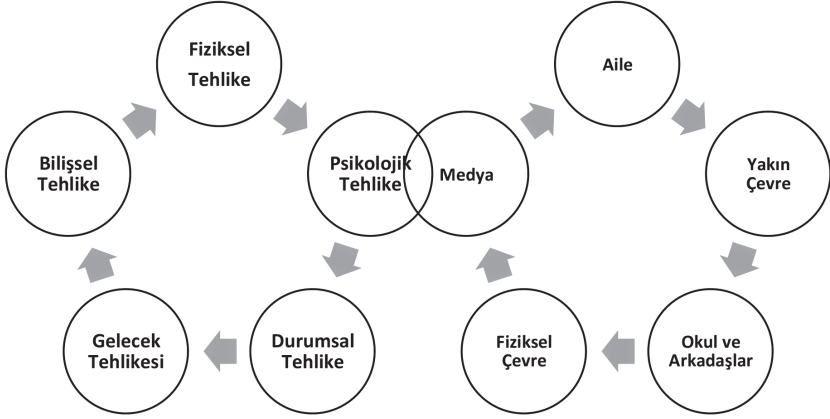 Fiziksel
Tehlike
Psikolojik
Tehlike
Durumsal
Tehlike
Gelecek
Tehlikesi
Bilişsel
Tehlike
Aile
Yakın
Çevre
Okul ve
Arkadaşlar
Fiziksel
Çevre
Medya